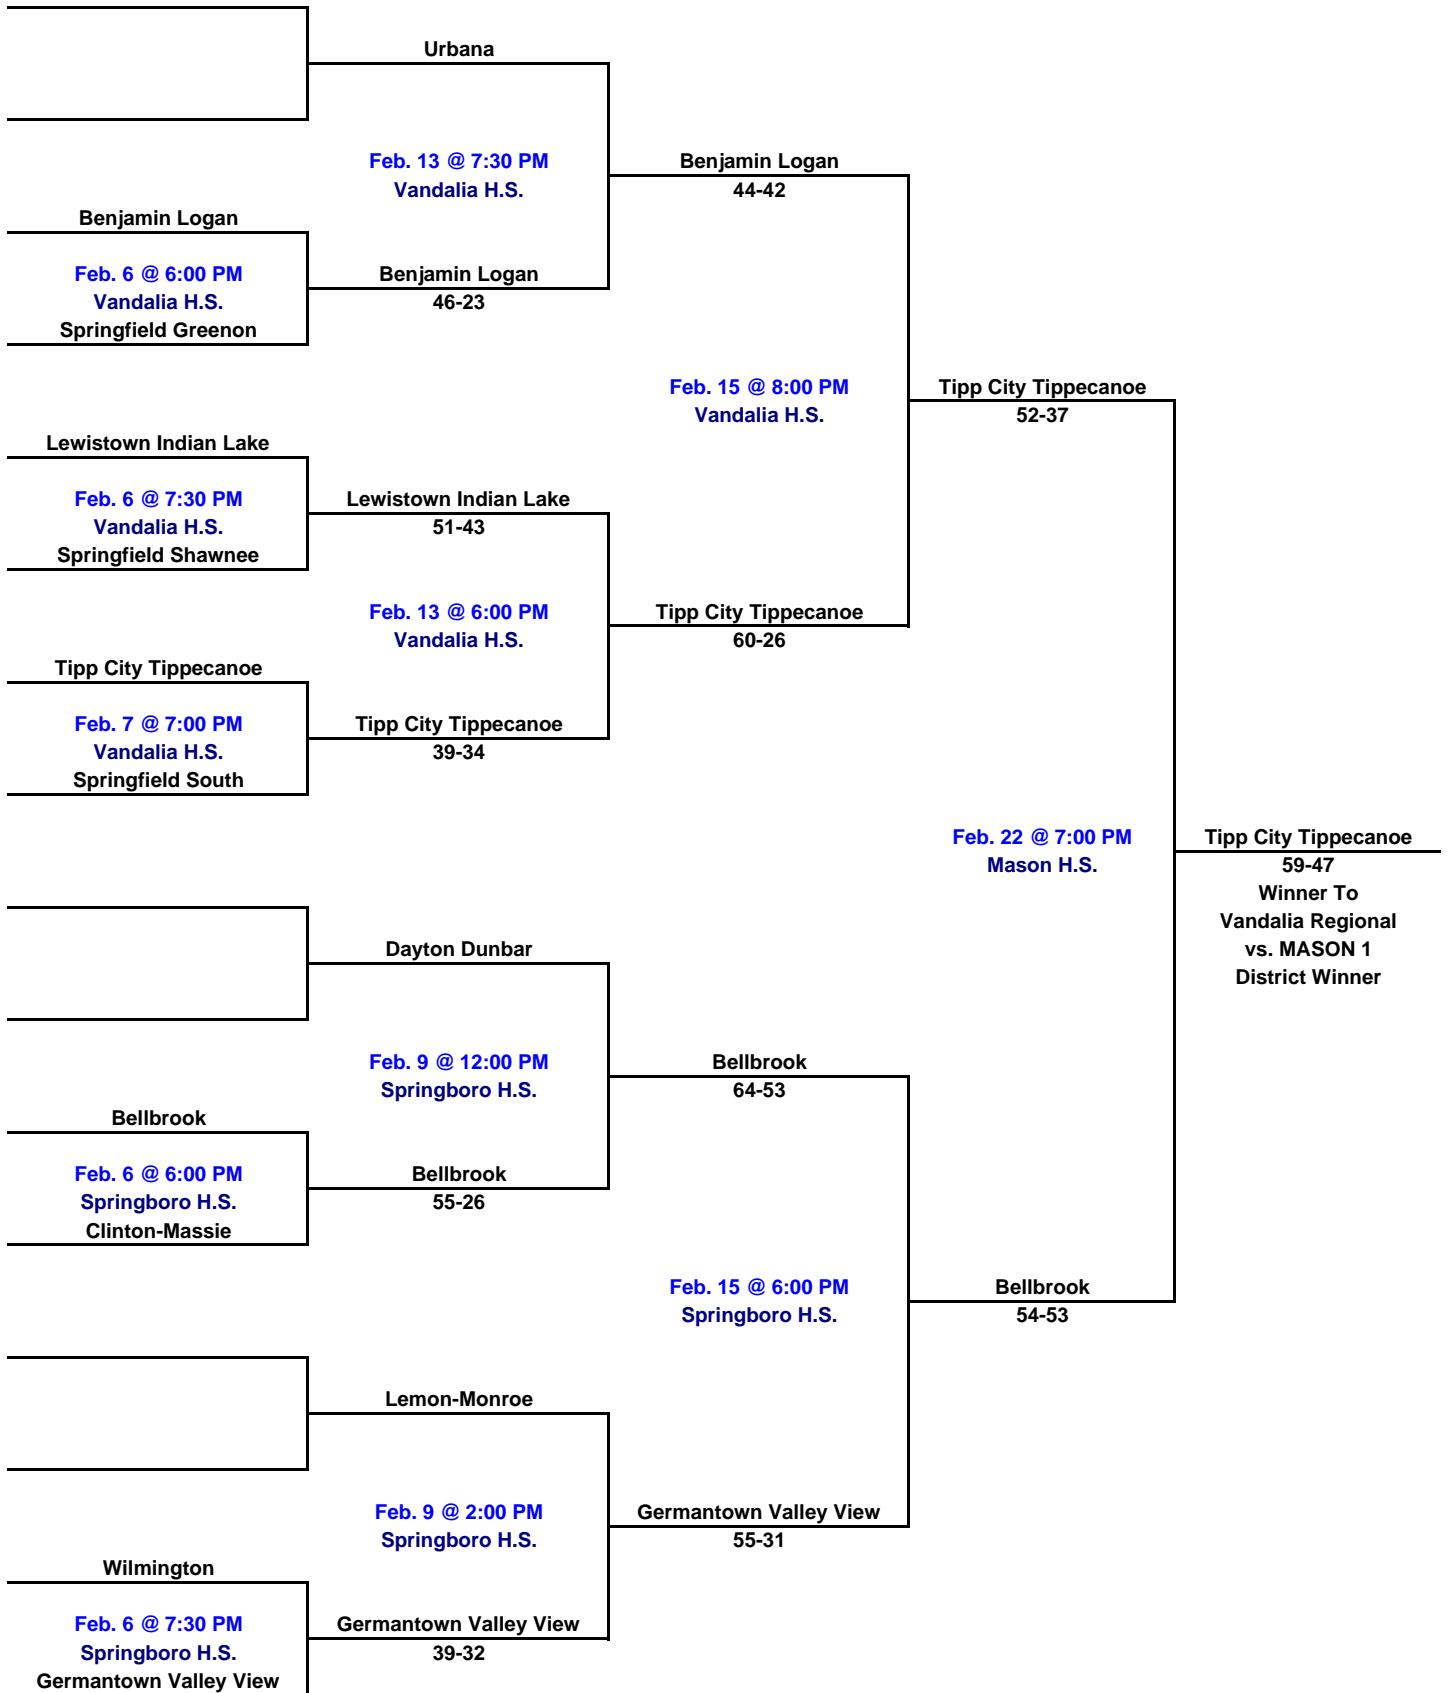 Urbana
Feb. 13 @ 7:30 PM
Vandalia H.S.
Benjamin Logan
44-42
Benjamin Logan
Feb. 6 @ 6:00 PM
Vandalia H.S.
Springfield Greenon
Benjamin Logan
46-23
Feb. 15 @ 8:00 PM
Vandalia H.S.
Tipp City Tippecanoe
52-37
Lewistown Indian Lake
Feb. 6 @ 7:30 PM
Vandalia H.S.
Springfield Shawnee
Lewistown Indian Lake
51-43
Feb. 13 @ 6:00 PM
Vandalia H.S.
Tipp City Tippecanoe
60-26
Tipp City Tippecanoe
Feb. 7 @ 7:00 PM
Vandalia H.S.
Springfield South
Tipp City Tippecanoe
39-34
Feb. 22 @ 7:00 PM
Mason H.S.
Tipp City Tippecanoe
59-47
Winner To
Vandalia Regional
vs. MASON 1
District Winner
Dayton Dunbar
Feb. 9 @ 12:00 PM
Springboro H.S.
Bellbrook
64-53
Bellbrook
Feb. 6 @ 6:00 PM
Springboro H.S.
Clinton-Massie
Bellbrook
55-26
Feb. 15 @ 6:00 PM
Springboro H.S.
Bellbrook
54-53
Lemon-Monroe
Feb. 9 @ 2:00 PM
Springboro H.S.
Germantown Valley View
55-31
Wilmington
Feb. 6 @ 7:30 PM
Springboro H.S.
Germantown Valley View
Germantown Valley View
39-32